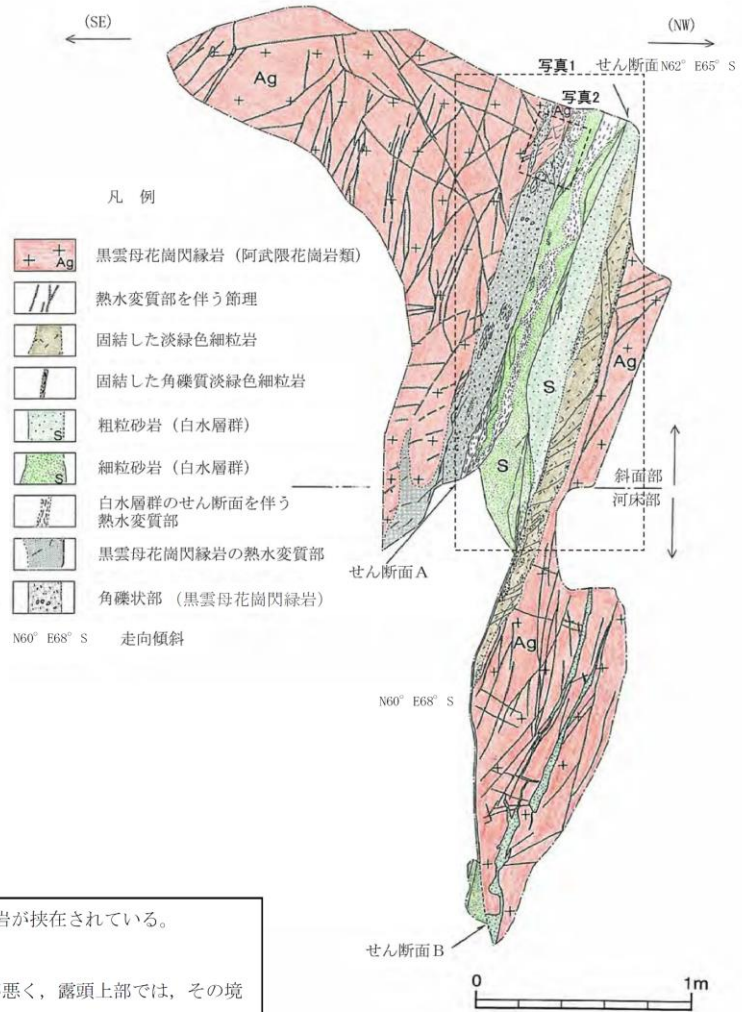 (SE)
(NW)
写真1
せん断面 N62° E65° S
写真2
Ag
Ag
凡 例
Ag
黒雲母花崗閃緑岩 (阿武隈花崗岩類)
熱水変質部を伴う節理
固結した淡緑色細粒岩
固結した角礫質淡緑色細粒岩
S
粗粒砂岩 (白水層群)
S
細粒砂岩 (白水層群)
白水層群のせん断面を伴う
熱水変質部
黒雲母花崗閃緑岩の熱水変質部
角礫状部 (黒雲母花崗閃緑岩)
N60° E68° S 走向傾斜
Ag
S
S
斜面部
河床部
せん断面A
Ag
N60° E68° S
せん断面B
0 1m
岩が挟在されている。
悪く,露頭上部では,その境